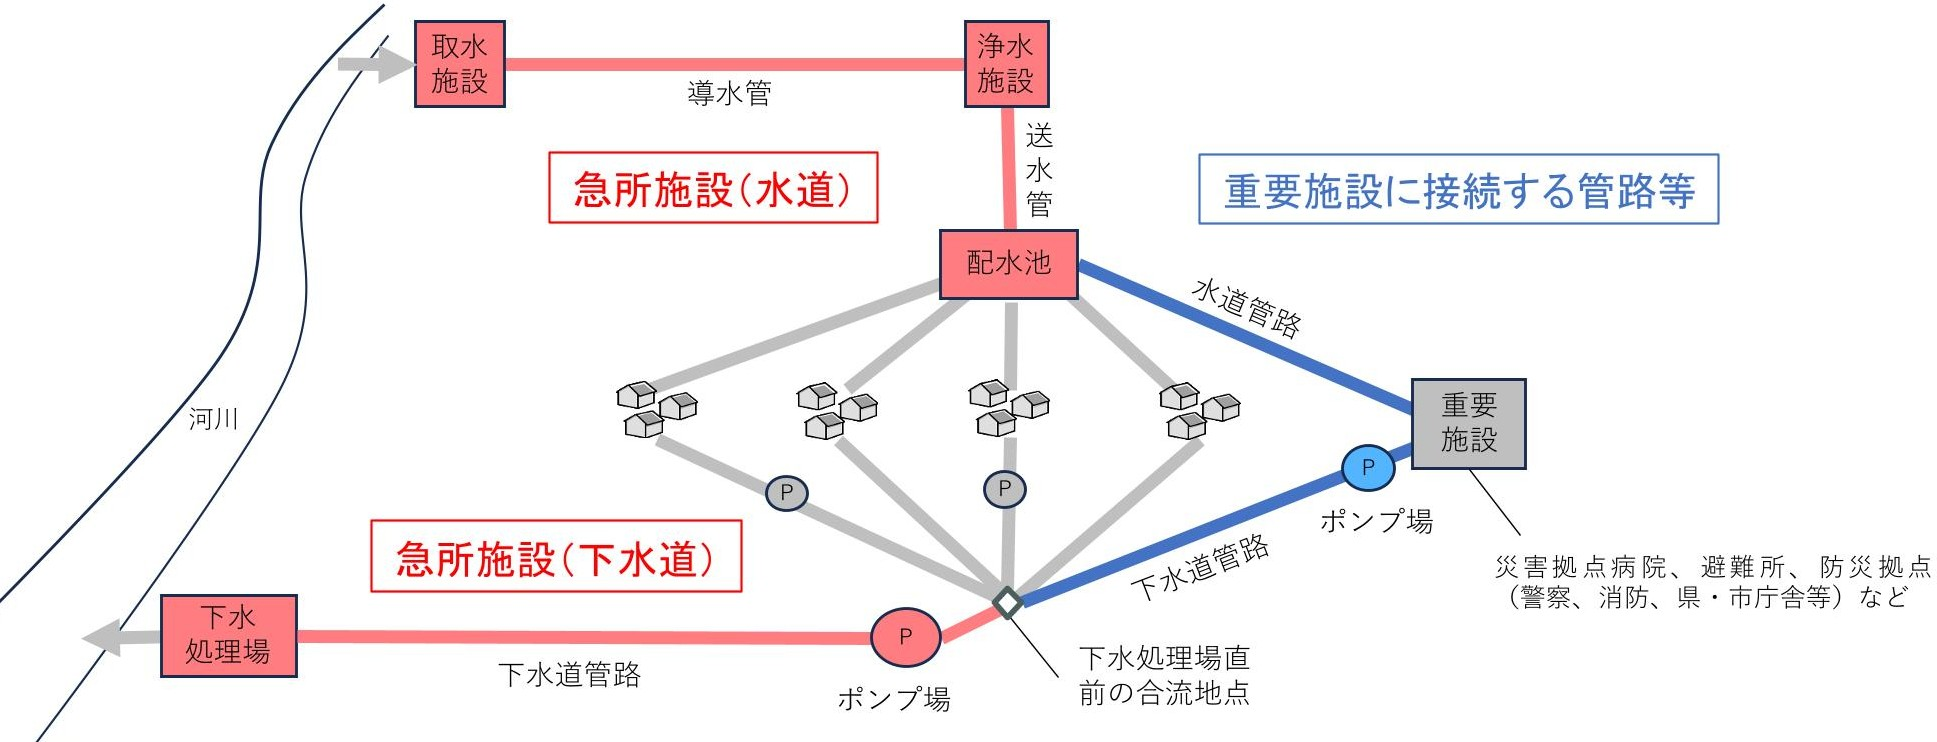 取水
施設
導水管
浄水
施設
送
水
管
急所施設(水道)
重要施設に接続する管路等
配水池
水道管路
河川
重要
施設
P
P
P
ポンプ場
下水道管路
災害拠点病院、避難所、防災拠点
(警察、消防、県・市庁舎等)など
急所施設(下水道)
下水
処理場
下水道管路
P
ポンプ場
下水処理場直
前の合流地点